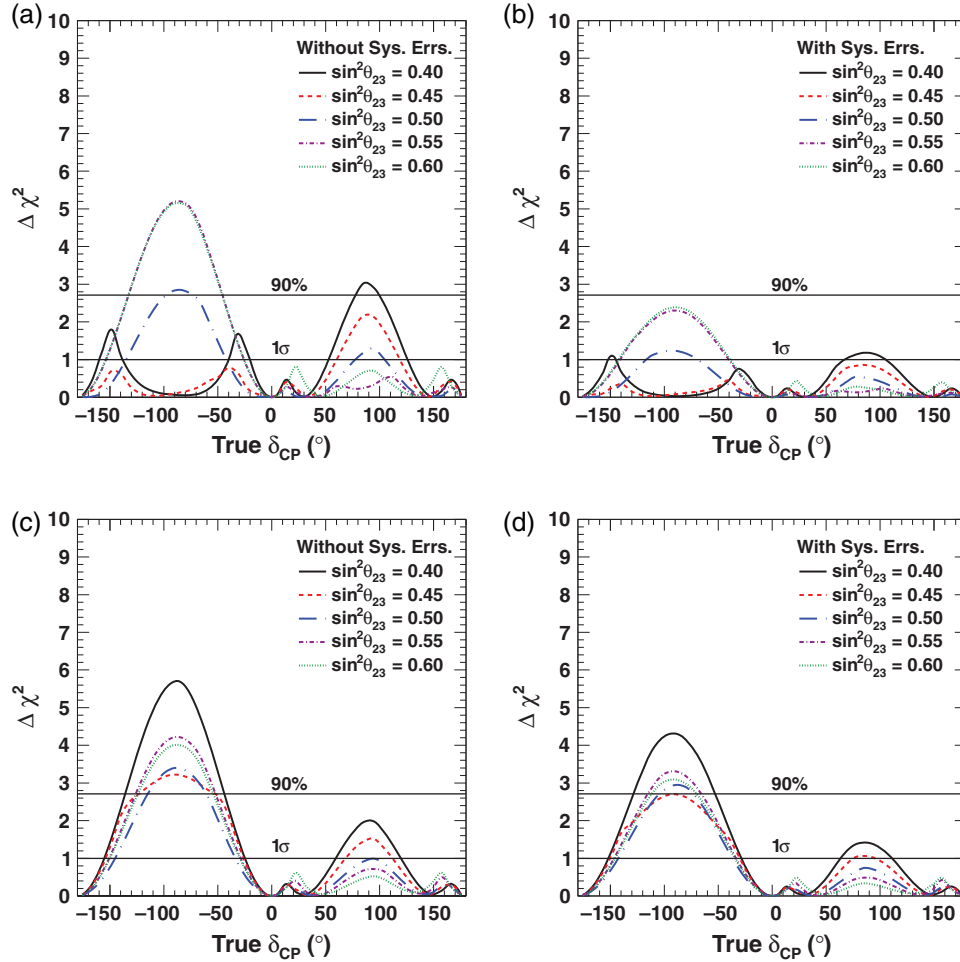 (a)
Without Sys. Errs.
sin²θ₂₃ = 0.40
sin²θ₂₃ = 0.45
sin²θ₂₃ = 0.50
sin²θ₂₃ = 0.55
sin²θ₂₃ = 0.60
90%
1σ
10
9
8
7
6
5
4
3
2
1
0
Δ χ²
−150 −100 −50 0 50 100 150
True δCP (°)
(b)
With Sys. Errs.
sin²θ₂₃ = 0.40
sin²θ₂₃ = 0.45
sin²θ₂₃ = 0.50
sin²θ₂₃ = 0.55
sin²θ₂₃ = 0.60
90%
1σ
10
9
8
7
6
5
4
3
2
1
0
Δ χ²
−150 −100 −50 0 50 100 150
True δCP (°)
(c)
Without Sys. Errs.
sin²θ₂₃ = 0.40
sin²θ₂₃ = 0.45
sin²θ₂₃ = 0.50
sin²θ₂₃ = 0.55
sin²θ₂₃ = 0.60
90%
1σ
10
9
8
7
6
5
4
3
2
1
0
Δ χ²
−150 −100 −50 0 50 100 150
True δCP (°)
(d)
With Sys. Errs.
sin²θ₂₃ = 0.40
sin²θ₂₃ = 0.45
sin²θ₂₃ = 0.50
sin²θ₂₃ = 0.55
sin²θ₂₃ = 0.60
90%
1σ
10
9
8
7
6
5
4
3
2
1
0
Δ χ²
−150 −100 −50 0 50 100 150
True δCP (°)